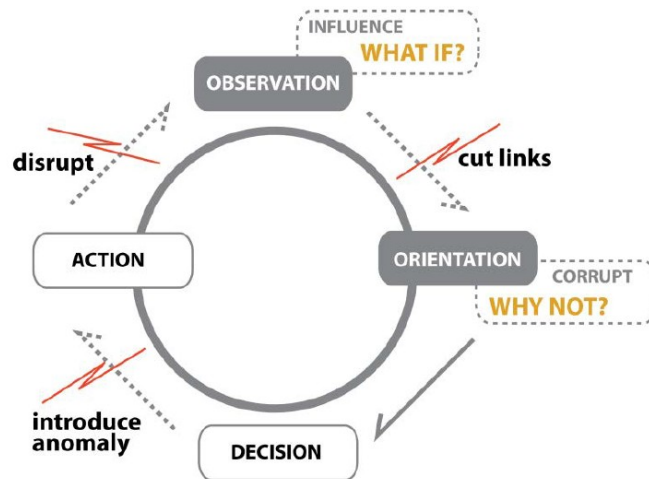 INFLUENCE
WHAT IF?
OBSERVATION
disrupt
cut links
ACTION
ORIENTATION
CORRUPT
WHY NOT?
introduce
anomaly
DECISION